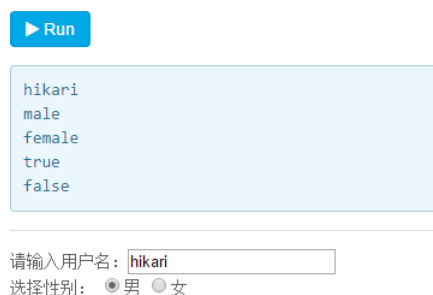 Run
hikari
male
female
true
false
请输入用户名：hikari
选择性别： 男 女